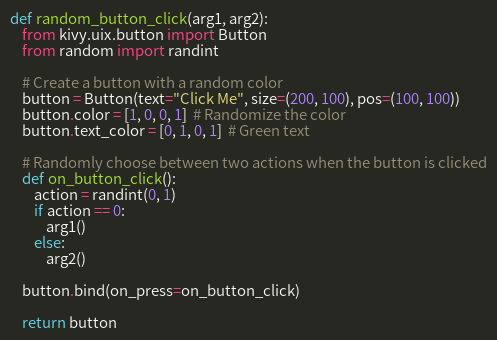 def random_button_click(arg1, arg2):
    from kivy.uix.button import Button
    from random import randint

    # Create a button with a random color
    button = Button(text="Click Me", size=(200, 100), pos=(100, 100))
    button.color = [1, 0, 0, 1]  # Randomize the color
    button.text_color = [0, 1, 0, 1]  # Green text

    # Randomly choose between two actions when the button is clicked
    def on_button_click():
        action = randint(0, 1)
        if action == 0:
            arg1()
        else:
            arg2()

    button.bind(on_press=on_button_click)

    return button